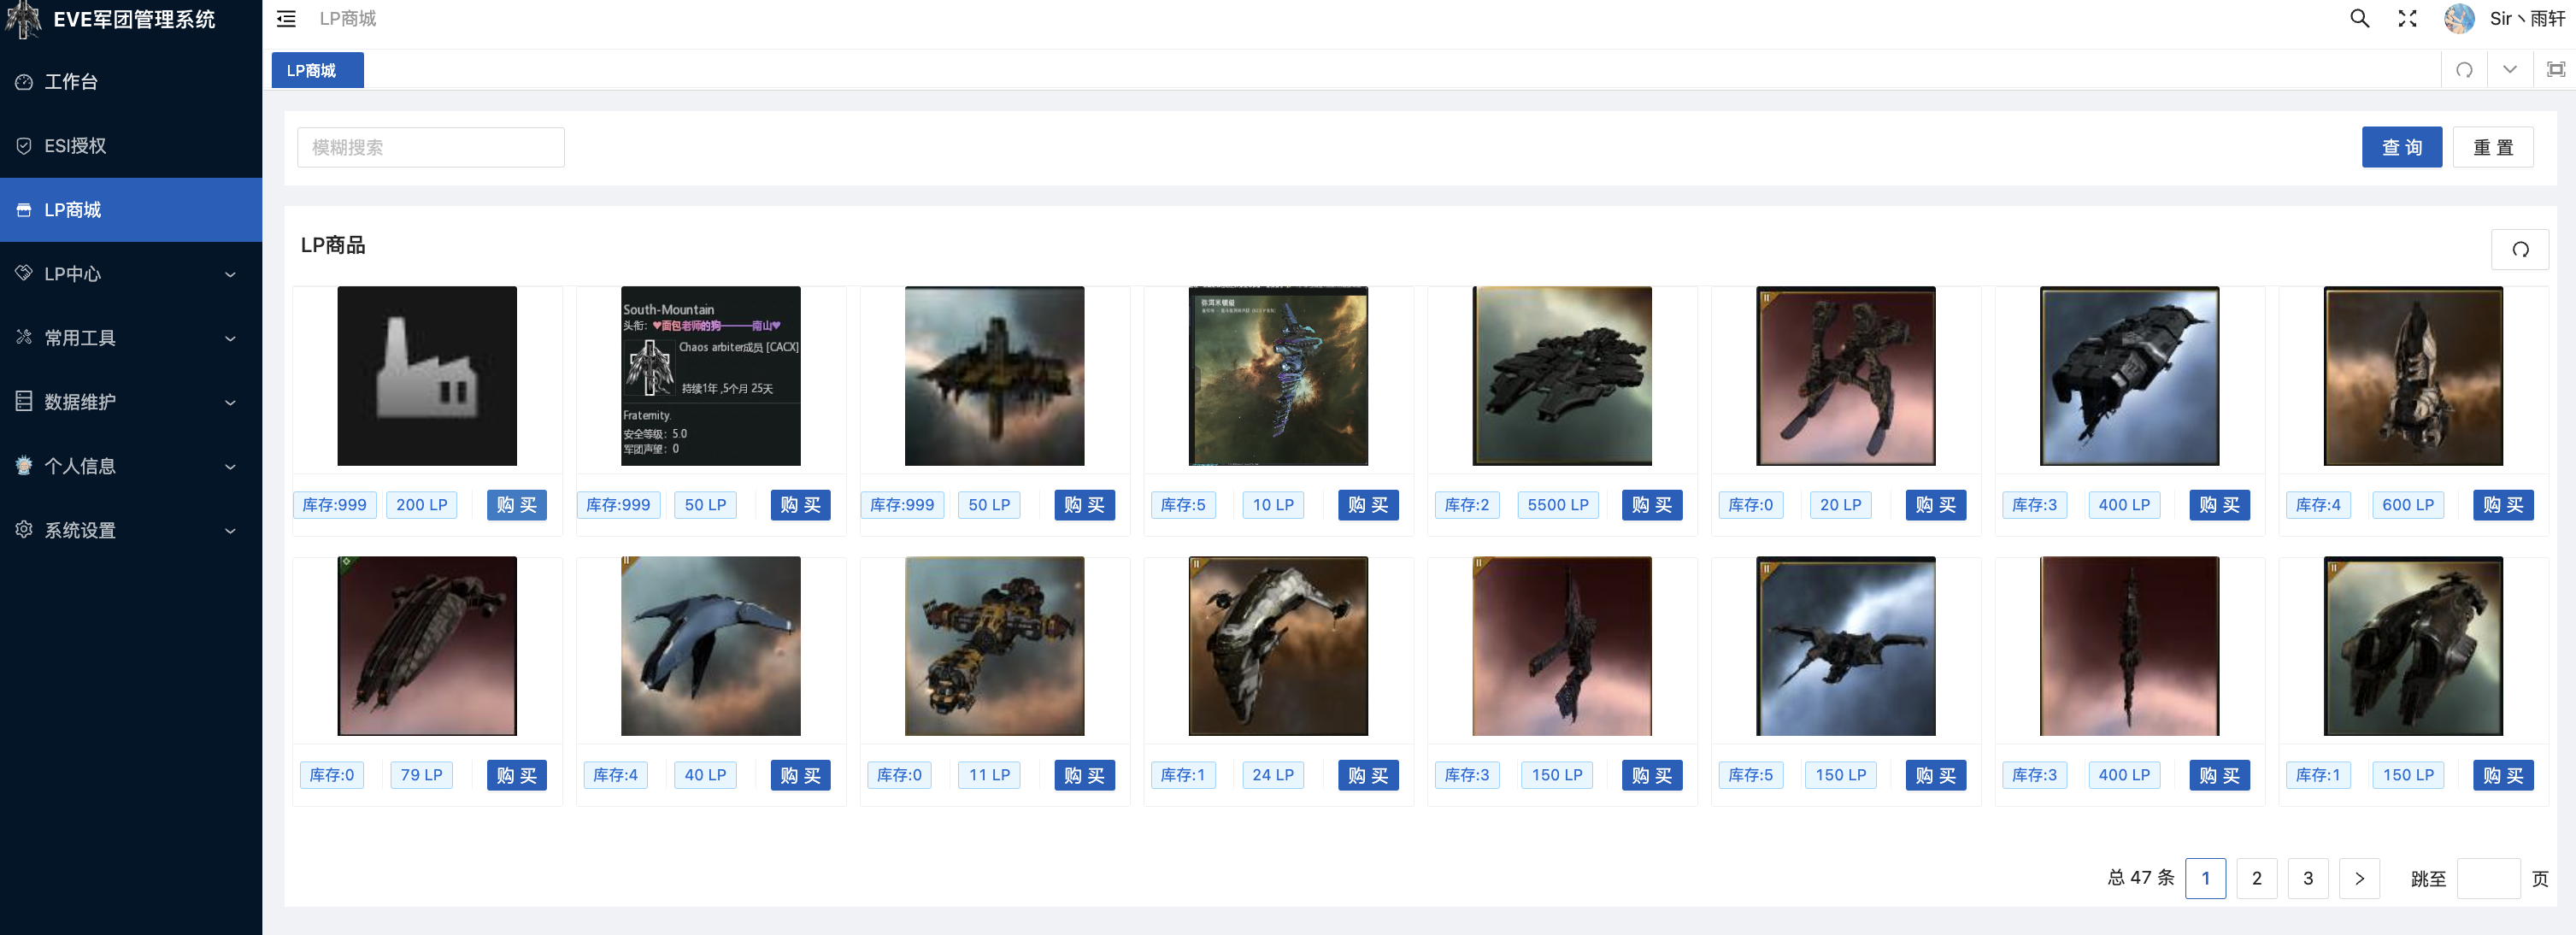 EVE军团管理系统
LP商城
Sir丶雨轩
工作台
ESI授权
LP商城
LP中心
常用工具
数据维护
个人信息
系统设置
LP商城
模糊搜索
查 询
重 置
LP商品
South-Mountain
头衔: ♥面包老师的狗———南山♥
Chaos arbiter成员 [CACX]
持续1年 ,5个月 25天
Fraternity.
安全等级: 5.0
军团声望: 0
库存:999 200 LP 购 买
库存:999 50 LP 购 买
库存:999 50 LP 购 买
库存:5 10 LP 购 买
库存:2 5500 LP 购 买
库存:0 20 LP 购 买
库存:3 400 LP 购 买
库存:4 600 LP 购 买
库存:0 79 LP 购 买
库存:4 40 LP 购 买
库存:0 11 LP 购 买
库存:1 24 LP 购 买
库存:3 150 LP 购 买
库存:5 150 LP 购 买
库存:3 400 LP 购 买
库存:1 150 LP 购 买
总 47 条 1 2 3 跳至 页